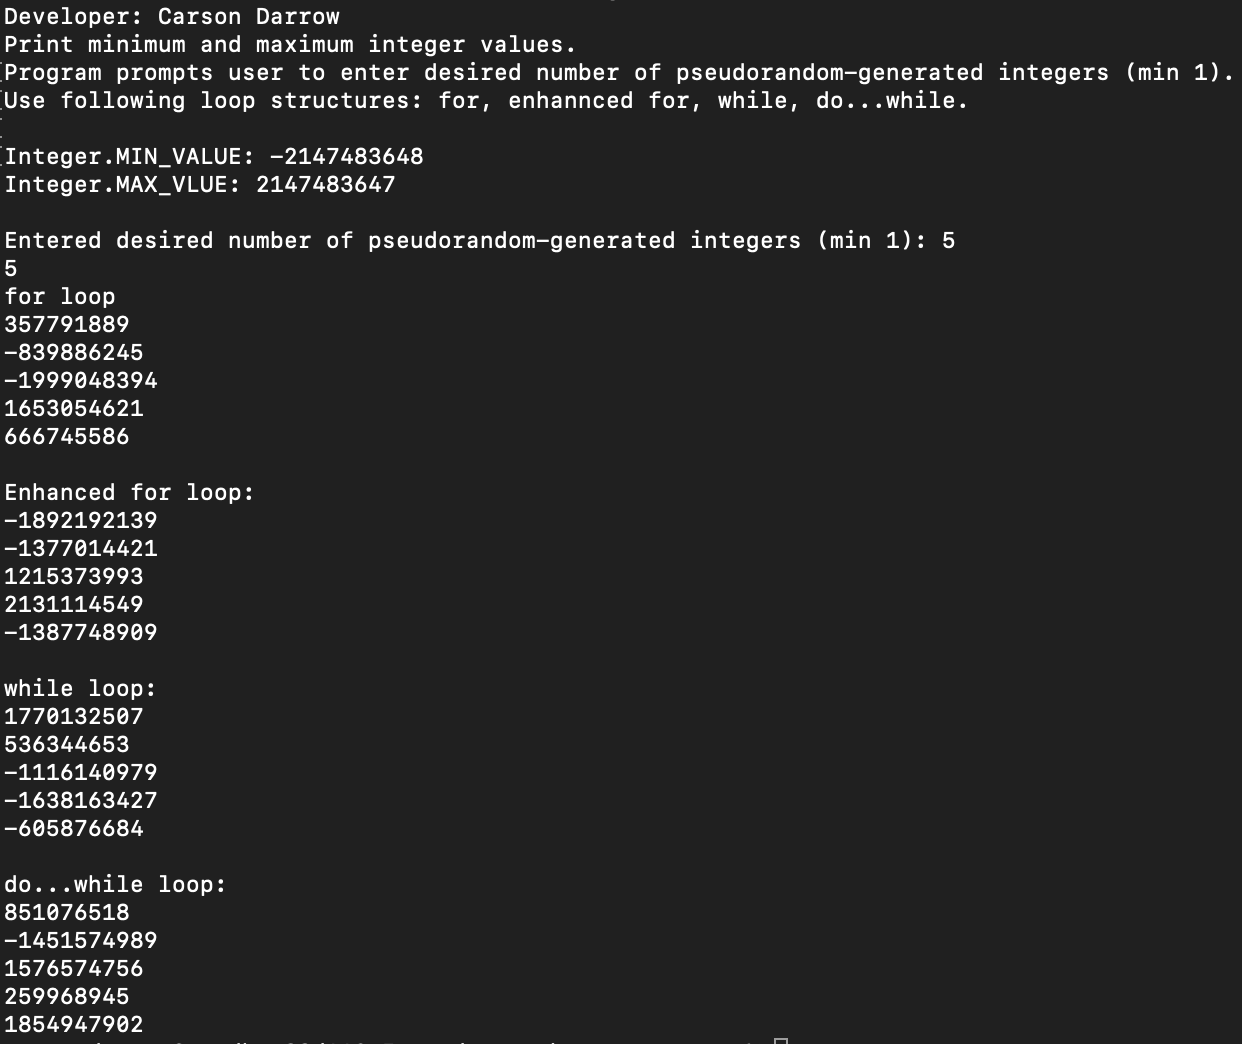 Developer: Carson Darrow
Print minimum and maximum integer values.
Program prompts user to enter desired number of pseudorandom-generated integers (min 1).
Use following loop structures: for, enhannced for, while, do...while.
Integer.MIN_VALUE: -2147483648
Integer.MAX_VLUE: 2147483647
Entered desired number of pseudorandom-generated integers (min 1): 5
5
for loop
357791889
-839886245
-1999048394
1653054621
666745586
Enhanced for loop:
-1892192139
-1377014421
1215373993
2131114549
-1387748909
while loop:
1770132507
536344653
-1116140979
-1638163427
-605876684
do...while loop:
851076518
-1451574989
1576574756
259968945
1854947902